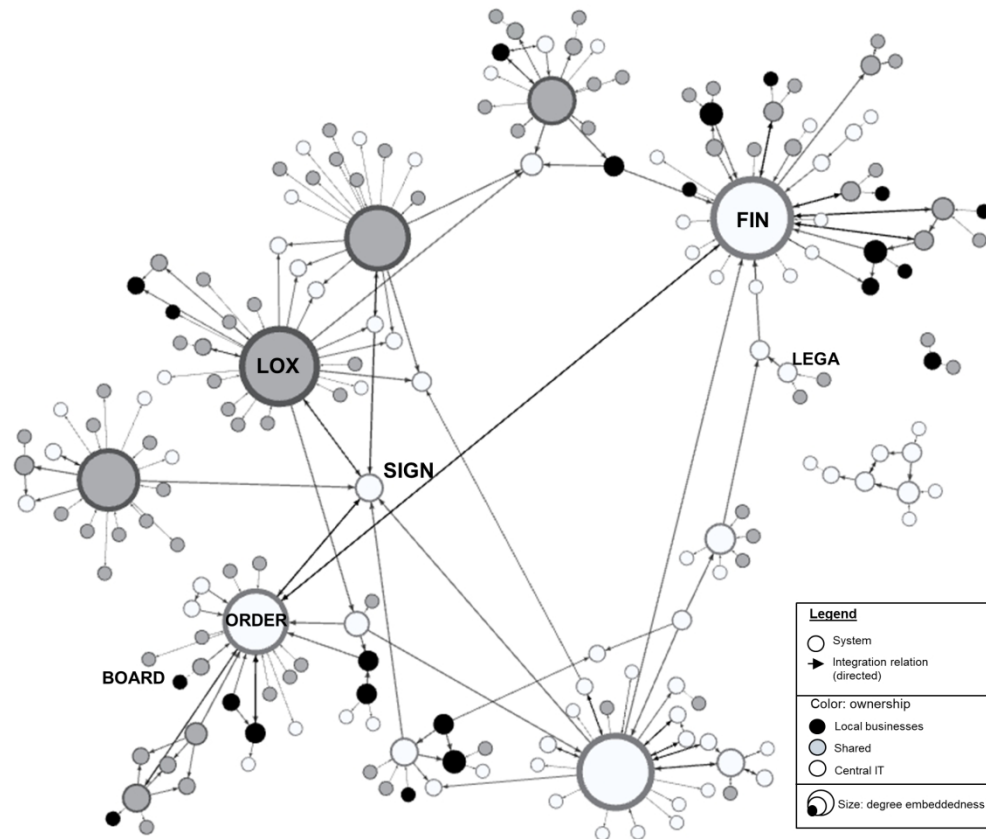 FIN
LOX
LEGA
SIGN
ORDER
BOARD
Legend
System
Integration relation
(directed)
Color: ownership
Local businesses
Shared
Central IT
Size: degree embeddedness